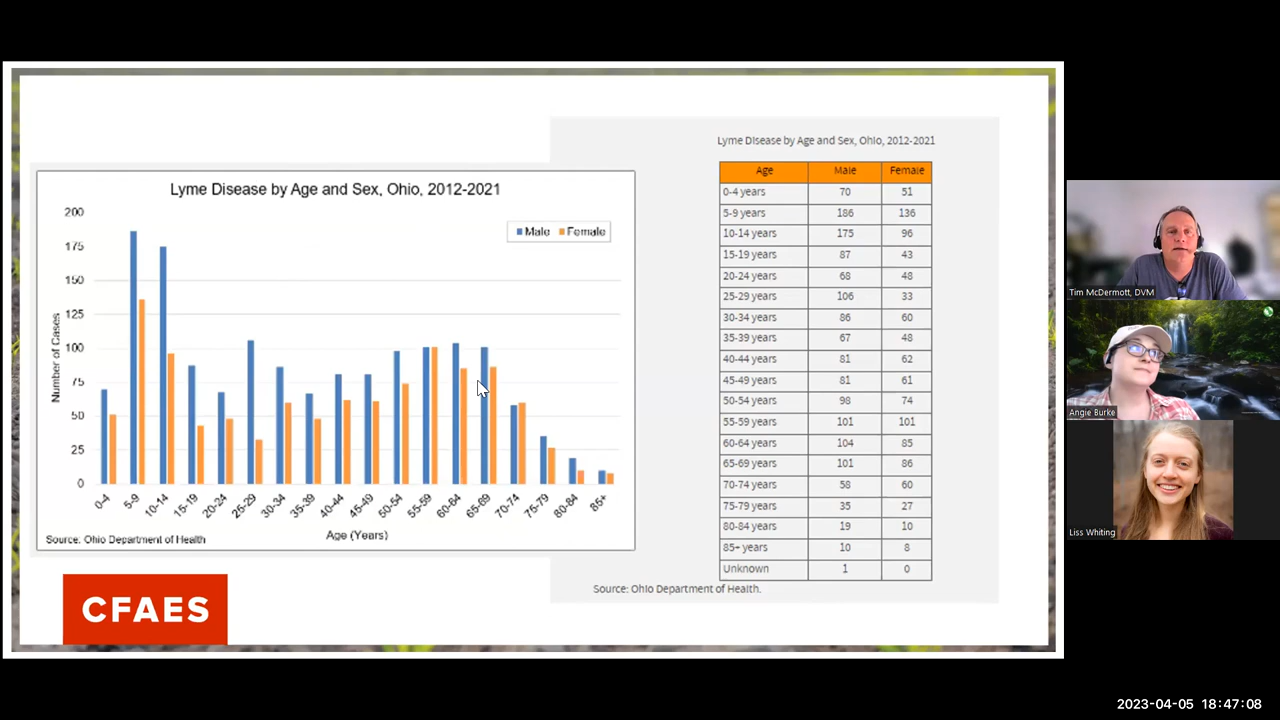 Lyme Disease by Age and Sex, Ohio, 2012-2021
200
175
150
125
100
75
50
25
0
Number of Cases
Male Female
0-4 5-9 10-14 15-19 20-24 25-29 30-34 35-39 40-44 45-49 50-54 55-59 60-64 65-69 70-74 75-79 80-84 85+
Age (Years)
Source: Ohio Department of Health
Lyme Disease by Age and Sex, Ohio, 2012-2021
Age Male Female
0-4 years 70 51
5-9 years 186 136
10-14 years 175 96
15-19 years 87 43
20-24 years 68 48
25-29 years 106 33
30-34 years 86 60
35-39 years 67 48
40-44 years 81 62
45-49 years 81 61
50-54 years 98 74
55-59 years 101 101
60-64 years 104 85
65-69 years 101 86
70-74 years 58 60
75-79 years 35 27
80-84 years 19 10
85+ years 10 8
Unknown 1 0
Source: Ohio Department of Health.
CFAES
Tim McDermott, DVM
Angie Burke
Liss Whiting
2023-04-05 18:47:08